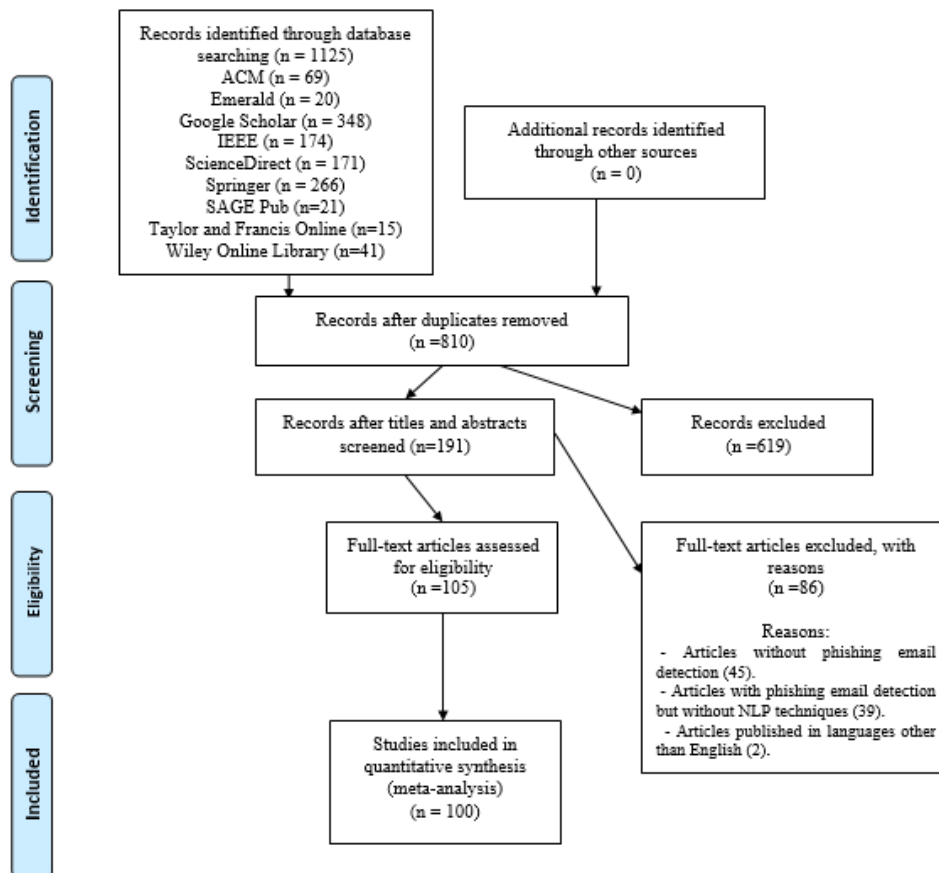 Identification
Records identified through database
searching (n = 1125)
ACM (n = 69)
Emerald (n = 20)
Google Scholar (n = 348)
IEEE (n = 174)
ScienceDirect (n = 171)
Springer (n = 266)
SAGE Pub (n=21)
Taylor and Francis Online (n=15)
Wiley Online Library (n=41)
Additional records identified
through other sources
(n = 0)
Screening
Records after duplicates removed
(n =810)
Records after titles and abstracts
screened (n=191)
Records excluded
(n =619)
Eligibility
Full-text articles assessed
for eligibility
(n =105)
Full-text articles excluded, with
reasons
(n =86)
Reasons:
- Articles without phishing email
detection (45).
- Articles with phishing email detection
but without NLP techniques (39).
- Articles published in languages other
than English (2).
Included
Studies included in
quantitative synthesis
(meta-analysis)
(n = 100)